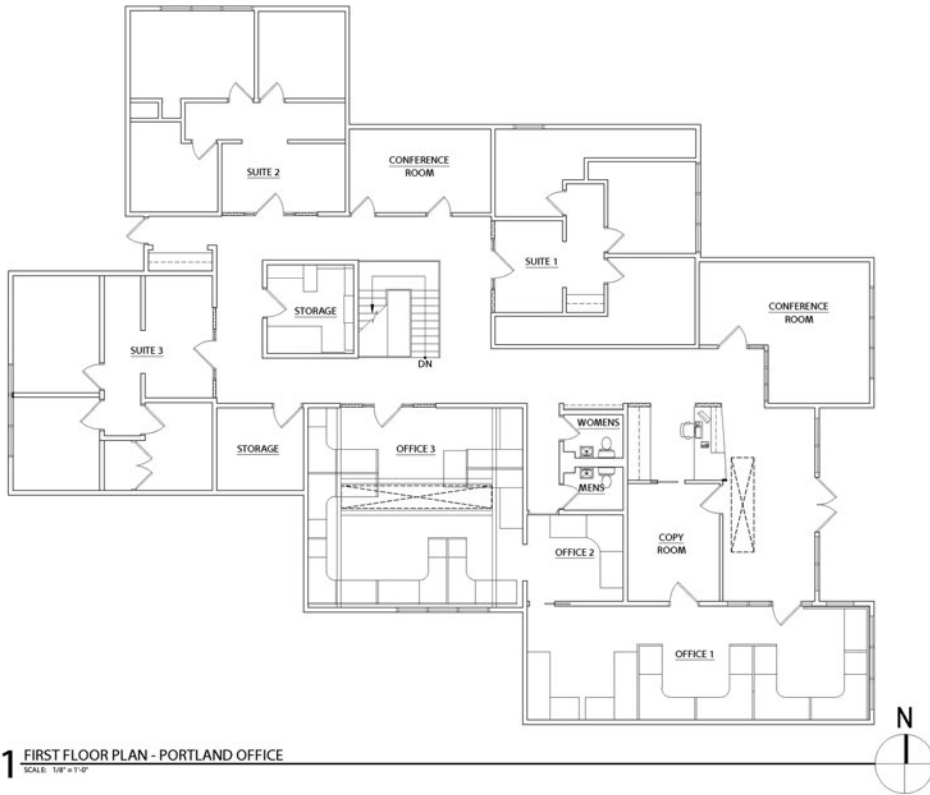 CONFERENCE
ROOM
SUITE 2
SUITE 1
CONFERENCE
ROOM
STORAGE
SUITE 3
DN
WOMENS
STORAGE
OFFICE 3
MENS
COPY
ROOM
OFFICE 2
OFFICE 1
N
1 FIRST FLOOR PLAN - PORTLAND OFFICE
SCALE: 1/8" = 1'-0"